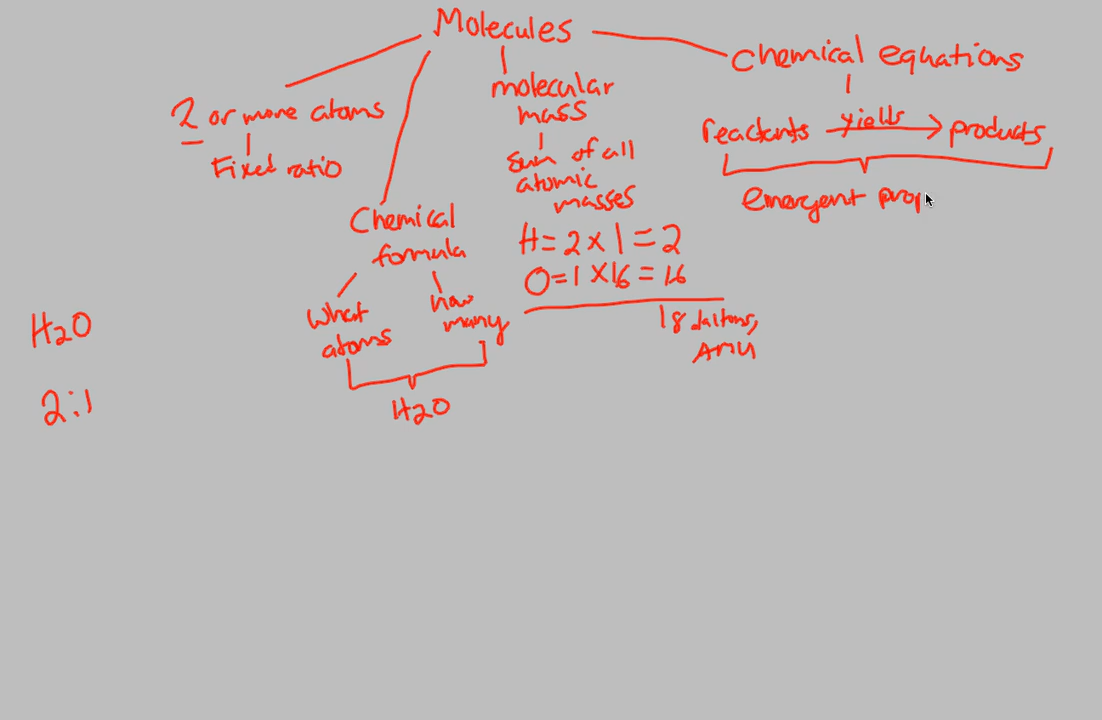 Molecules
2 or more atoms
Fixed ratio
Chemical
formula
what
atoms
how
many
H2O
H2O
2:1
molecular
mass
Sum of all
atomic
masses
H = 2 x 1 = 2
O = 1 x 16 = 16
18 daltons,
AMU
Chemical equations
reactants yields products
emergent prop